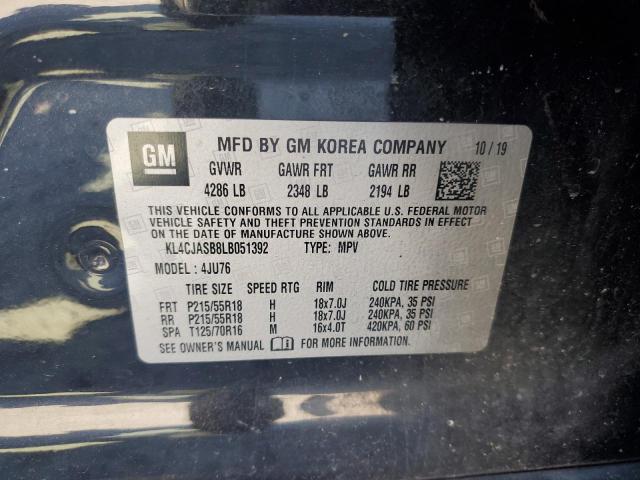 GM
MFD BY GM KOREA COMPANY 10 / 19
GVWR GAWR FRT GAWR RR
4286 LB 2348 LB 2194 LB
THIS VEHICLE CONFORMS TO ALL APPLICABLE U.S. FEDERAL MOTOR
VEHICLE SAFETY AND THEFT PREVENTION STANDARDS IN EFFECT
ON THE DATE OF MANUFACTURE SHOWN ABOVE.
KL4CJASB8LB051392 TYPE: MPV
MODEL : 4JU76
TIRE SIZE SPEED RTG RIM COLD TIRE PRESSURE
FRT P215/55R18 H 18x7.0J 240KPA, 35 PSI
RR P215/55R18 H 18x7.0J 240KPA, 35 PSI
SPA T125/70R16 M 16x4.0T 420KPA, 60 PSI
SEE OWNER'S MANUAL FOR MORE INFORMATION.